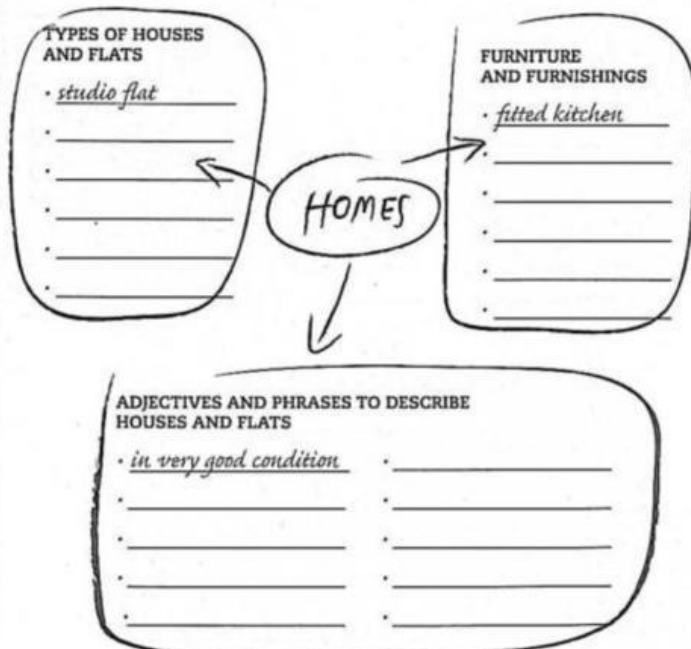 TYPES OF HOUSES
AND FLATS
· studio flat
FURNITURE
AND FURNISHINGS
· fitted kitchen
HOMES
ADJECTIVES AND PHRASES TO DESCRIBE
HOUSES AND FLATS
· in very good condition